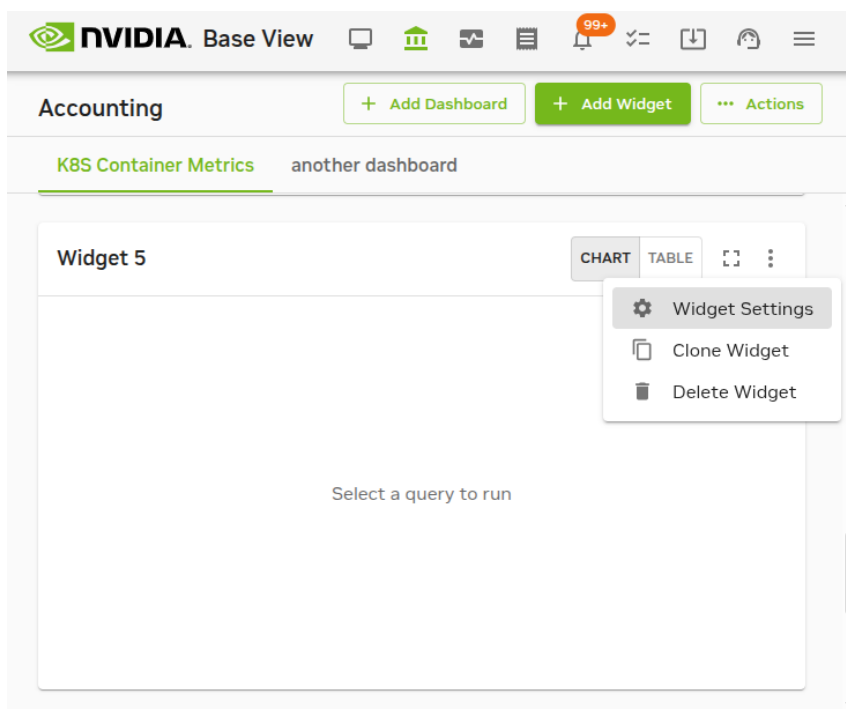 NVIDIA. Base View
99+
Accounting
+ Add Dashboard
+ Add Widget
••• Actions
K8S Container Metrics
another dashboard
Widget 5
CHART TABLE
Widget Settings
Clone Widget
Delete Widget
Select a query to run